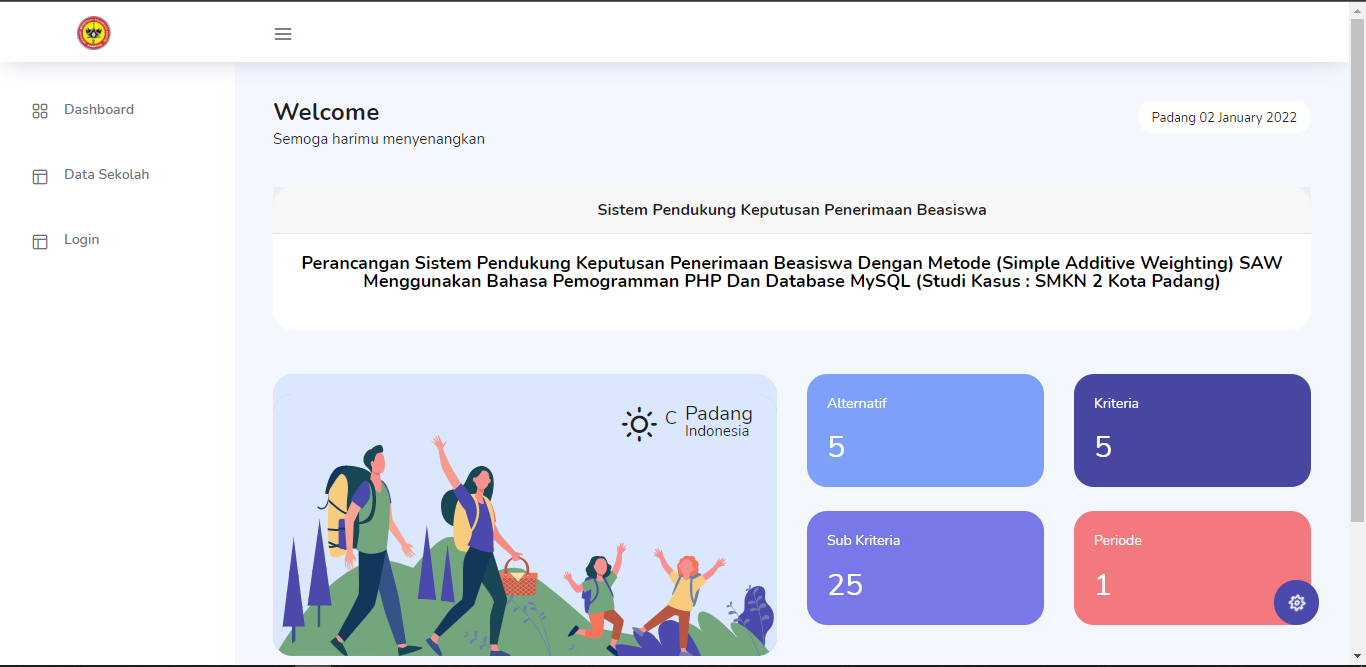 Dashboard
Data Sekolah
Login
Welcome
Semoga harimu menyenangkan
Padang 02 January 2022
Sistem Pendukung Keputusan Penerimaan Beasiswa
Perancangan Sistem Pendukung Keputusan Penerimaan Beasiswa Dengan Metode (Simple Additive Weighting) SAW
Menggunakan Bahasa Pemogramman PHP Dan Database MySQL (Studi Kasus : SMKN 2 Kota Padang)
C Padang
Indonesia
Alternatif
5
Kriteria
5
Sub Kriteria
25
Periode
1